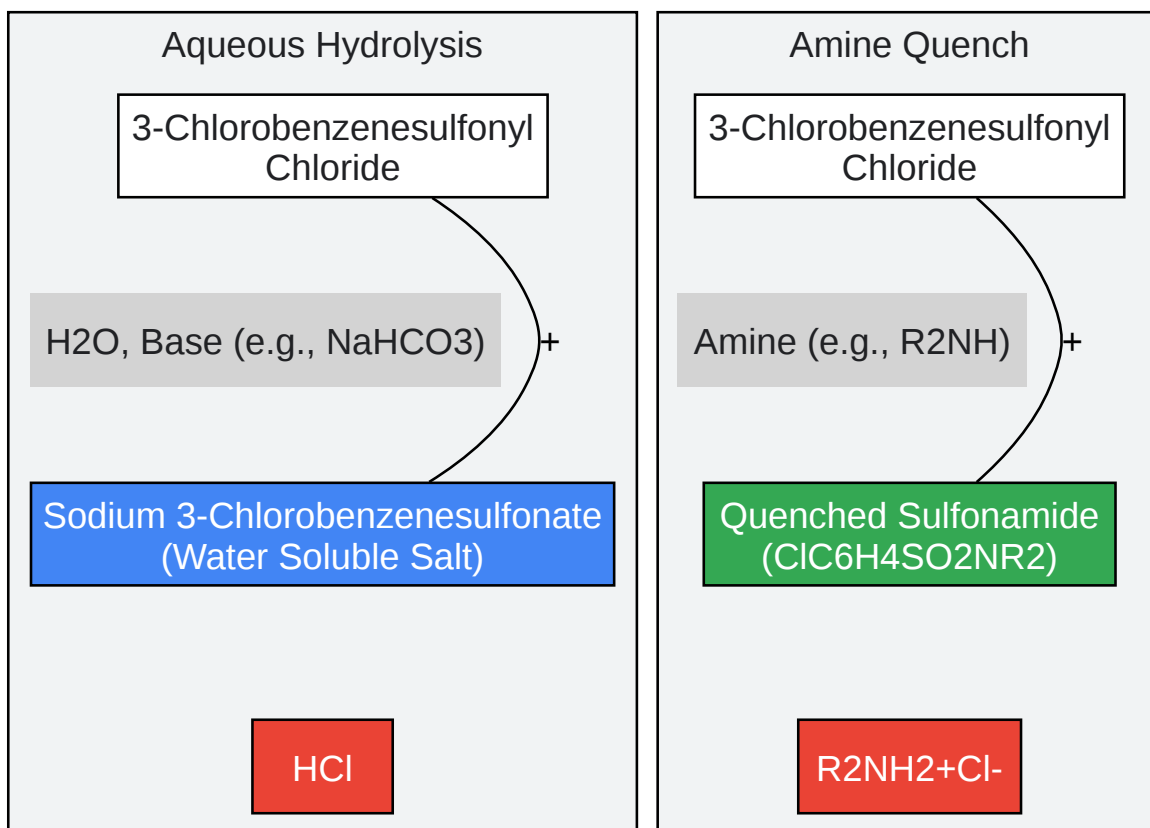 Aqueous Hydrolysis
3-Chlorobenzenesulfonyl
Chloride
H2O, Base (e.g., NaHCO3)
+
Sodium 3-Chlorobenzenesulfonate
(Water Soluble Salt)
HCl
Amine Quench
3-Chlorobenzenesulfonyl
Chloride
Amine (e.g., R2NH)
+
Quenched Sulfonamide
(ClC6H4SO2NR2)
R2NH2+Cl-